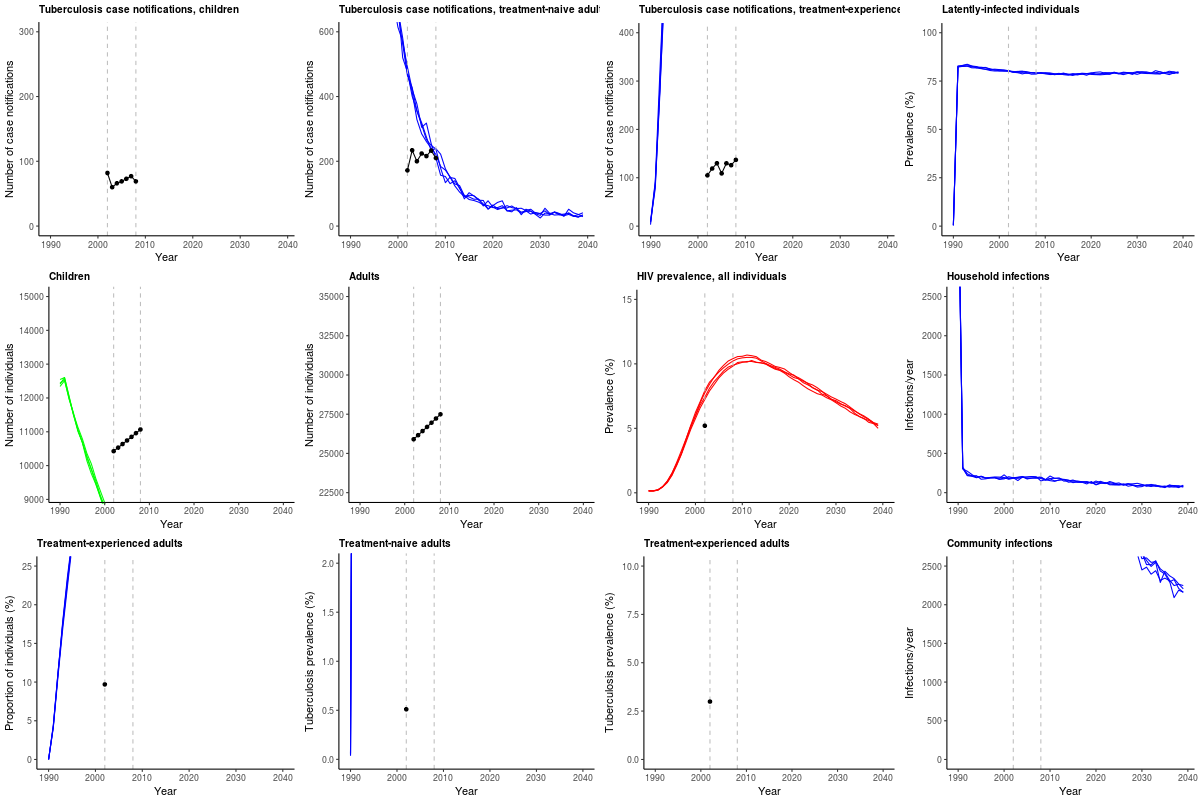 Tuberculosis case notifications, children
Number of case notifications
300
200
100
0
1990 2000 2010 2020 2030 2040
Year
Tuberculosis case notifications, treatment-naive adul
Number of case notifications
600
400
200
0
1990 2000 2010 2020 2030 2040
Year
Tuberculosis case notifications, treatment-experience
Number of case notifications
400
300
200
100
0
1990 2000 2010 2020 2030 2040
Year
Latently-infected individuals
Prevalence (%)
100
75
50
25
0
1990 2000 2010 2020 2030 2040
Year
Children
Number of individuals
15000
14000
13000
12000
11000
10000
9000
1990 2000 2010 2020 2030 2040
Year
Adults
Number of individuals
35000
32500
30000
27500
25000
22500
1990 2000 2010 2020 2030 2040
Year
HIV prevalence, all individuals
Prevalence (%)
15
10
5
0
1990 2000 2010 2020 2030 2040
Year
Household infections
Infections/year
2500
2000
1500
1000
500
0
1990 2000 2010 2020 2030 2040
Year
Treatment-experienced adults
Proportion of individuals (%)
25
20
15
10
5
0
1990 2000 2010 2020 2030 2040
Year
Treatment-naive adults
Tuberculosis prevalence (%)
2.0
1.5
1.0
0.5
0.0
1990 2000 2010 2020 2030 2040
Year
Treatment-experienced adults
Tuberculosis prevalence (%)
10.0
7.5
5.0
2.5
0.0
1990 2000 2010 2020 2030 2040
Year
Community infections
Infections/year
2500
2000
1500
1000
500
0
1990 2000 2010 2020 2030 2040
Year